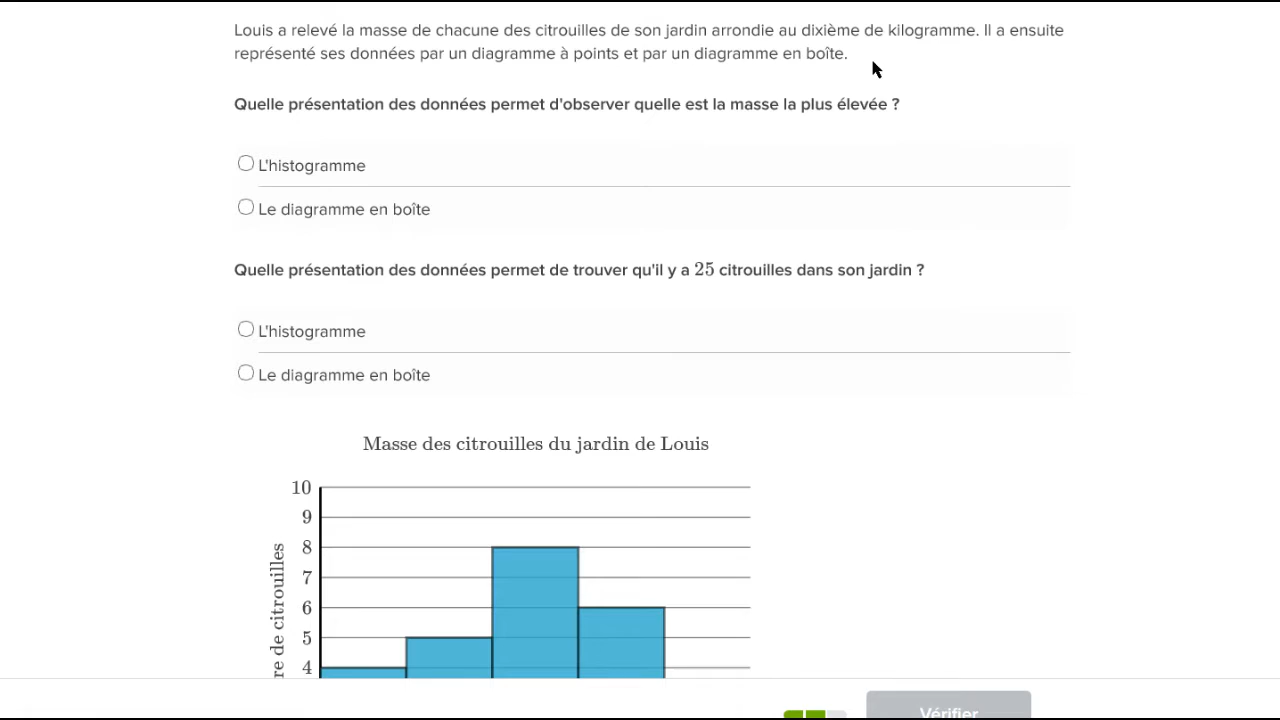 Louis a relevé la masse de chacune des citrouilles de son jardin arrondie au dixième de kilogramme. Il a ensuite
représenté ses données par un diagramme à points et par un diagramme en boîte.
Quelle présentation des données permet d'observer quelle est la masse la plus élevée ?
L'histogramme
Le diagramme en boîte
Quelle présentation des données permet de trouver qu'il y a 25 citrouilles dans son jardin ?
L'histogramme
Le diagramme en boîte
Masse des citrouilles du jardin de Louis
10
9
8
7
6
5
4
re de citrouilles
Vérifier